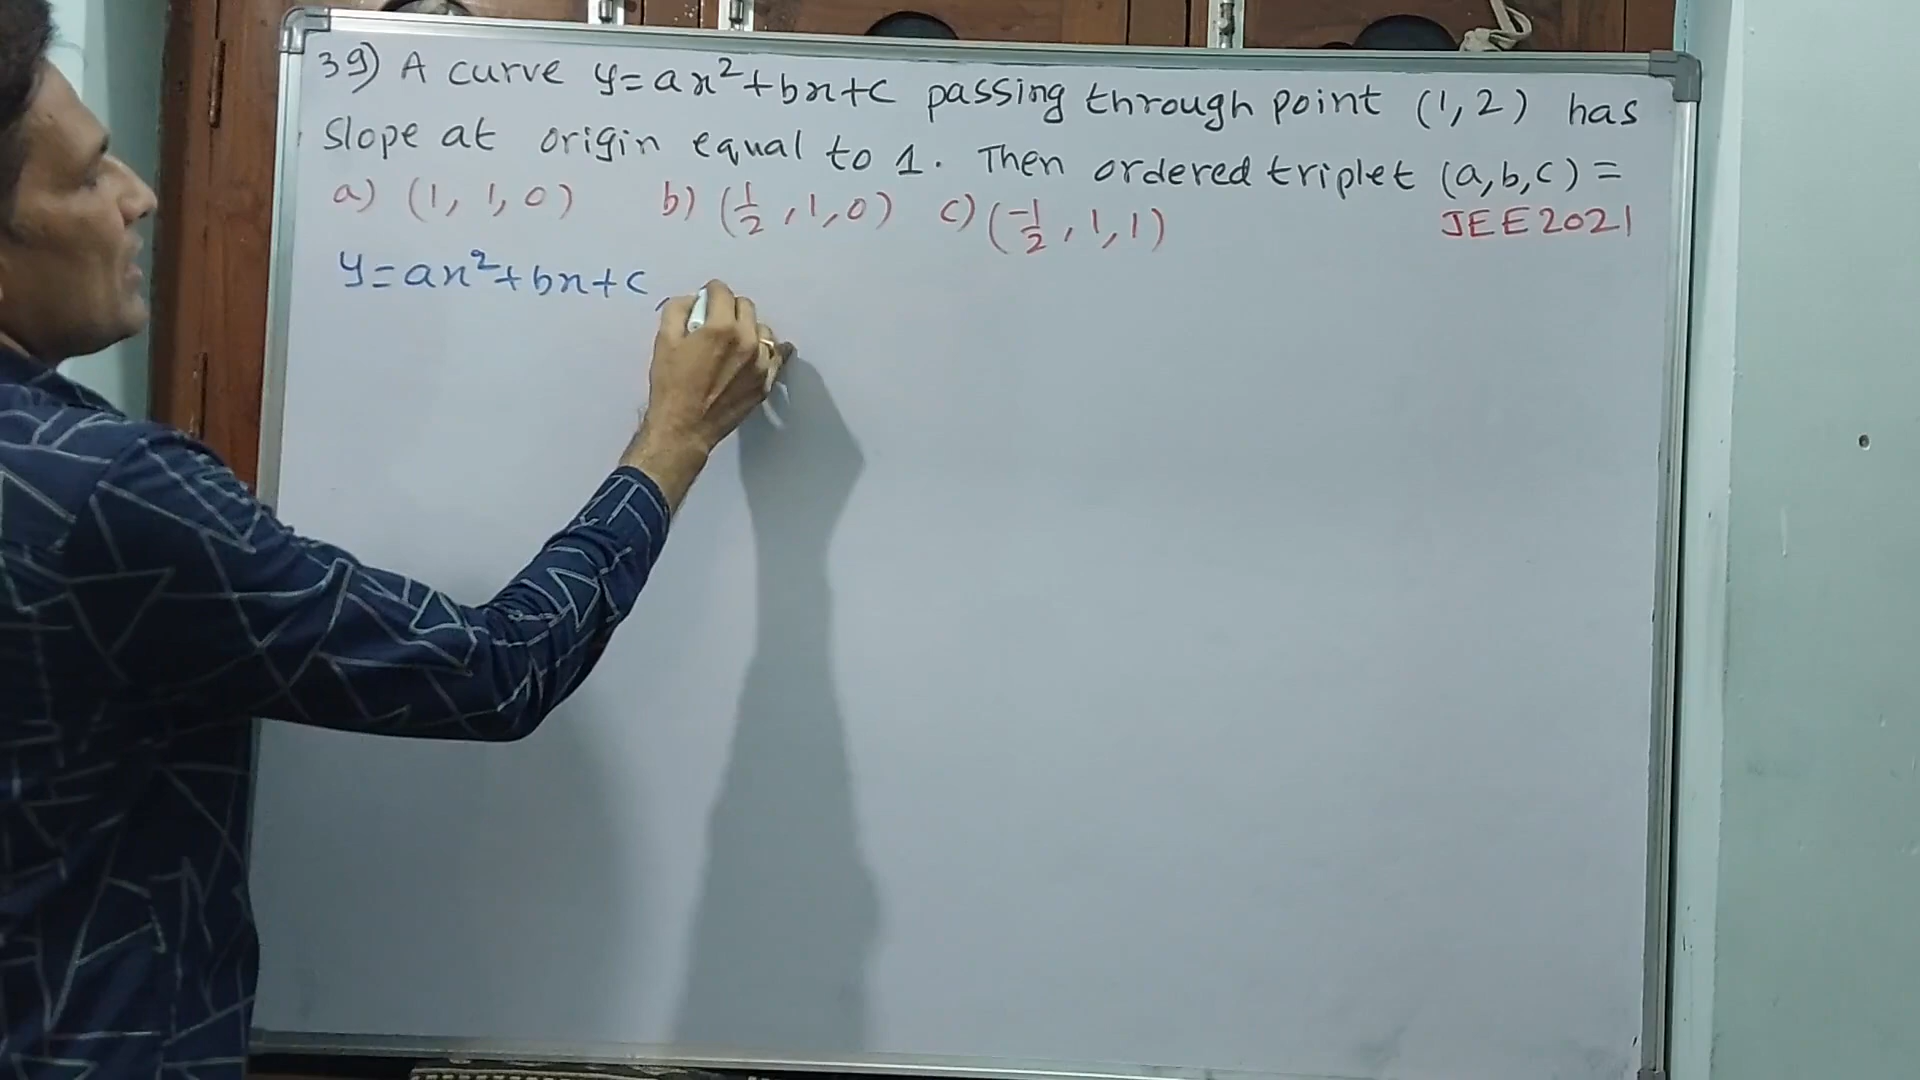 39) A curve y=ax²+bx+c passing through point (1,2) has
slope at origin equal to 1. Then ordered triplet (a,b,c) =
a) (1, 1, 0) b) (1/2, 1, 0) c) (-1/2, 1, 1) JEE2021
y=ax²+bx+c,